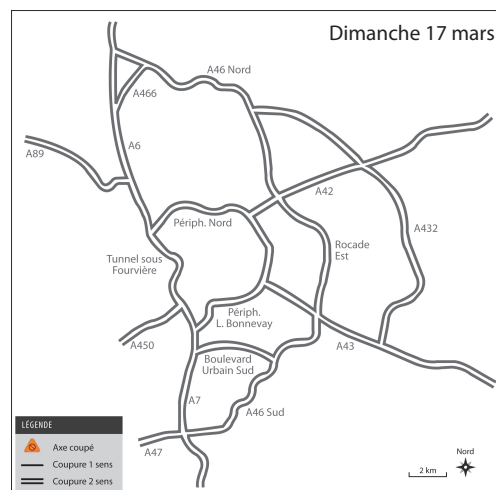 Dimanche 17 mars
A46 Nord
A466
A6
A89
A42
Périph. Nord
A432
Tunnel sous
Fourvière
Rocade
Est
Périph.
L. Bonnevay
A450
A43
Boulevard
Urbain Sud
A7
A46 Sud
A47
LÉGENDE
Axe coupé
Coupure 1 sens
Coupure 2 sens
2 km
Nord